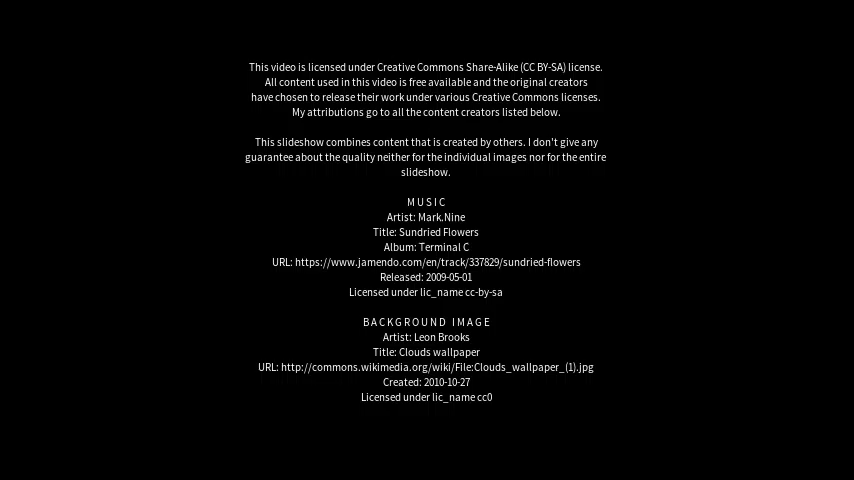 This video is licensed under Creative Commons Share-Alike (CC BY-SA) license.
All content used in this video is free available and the original creators
have chosen to release their work under various Creative Commons licenses.
My attributions go to all the content creators listed below.
This slideshow combines content that is created by others. I don't give any
guarantee about the quality neither for the individual images nor for the entire
slideshow.
MUSIC
Artist: Mark.Nine
Title: Sundried Flowers
Album: Terminal C
URL: https://www.jamendo.com/en/track/337829/sundried-flowers
Released: 2009-05-01
Licensed under lic_name cc-by-sa
BACKGROUND IMAGE
Artist: Leon Brooks
Title: Clouds wallpaper
URL: http://commons.wikimedia.org/wiki/File:Clouds_wallpaper_(1).jpg
Created: 2010-10-27
Licensed under lic_name cc0